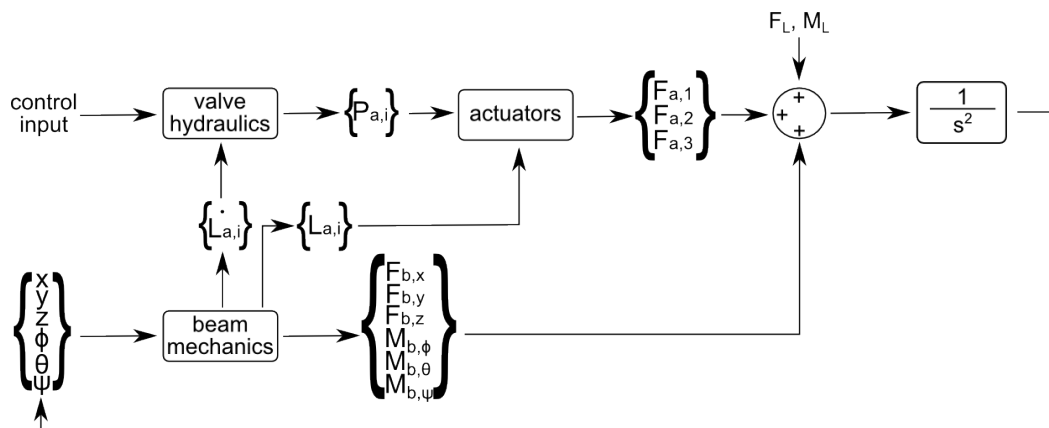 F_L, M_L
control
input
valve
hydraulics
{P_a,i}
actuators
{F_a,1
F_a,2
F_a,3}
+
+
+
1
s²
{L̇_a,i}
{L_a,i}
{x
y
z
ϕ
θ
ψ}
beam
mechanics
{F_b,x
F_b,y
F_b,z
M_b,ϕ
M_b,θ
M_b,ψ}